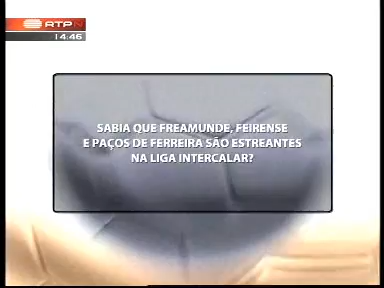 RTPN
14:46
SABIA QUE FREAMUNDE, FEIRENSE
E PAÇOS DE FERREIRA SÃO ESTREANTES
NA LIGA INTERCALAR?